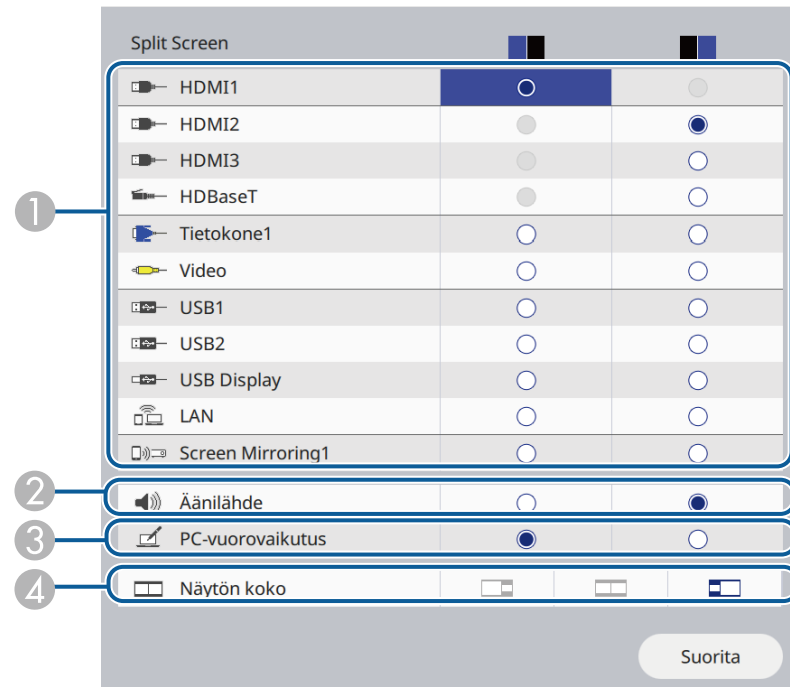 Split Screen
HDMI1
HDMI2
HDMI3
HDBaseT
1
Tietokone1
Video
USB1
USB2
USB Display
LAN
Screen Mirroring1
2 Äänilähde
3 PC-vuorovaikutus
4 Näytön koko
Suorita